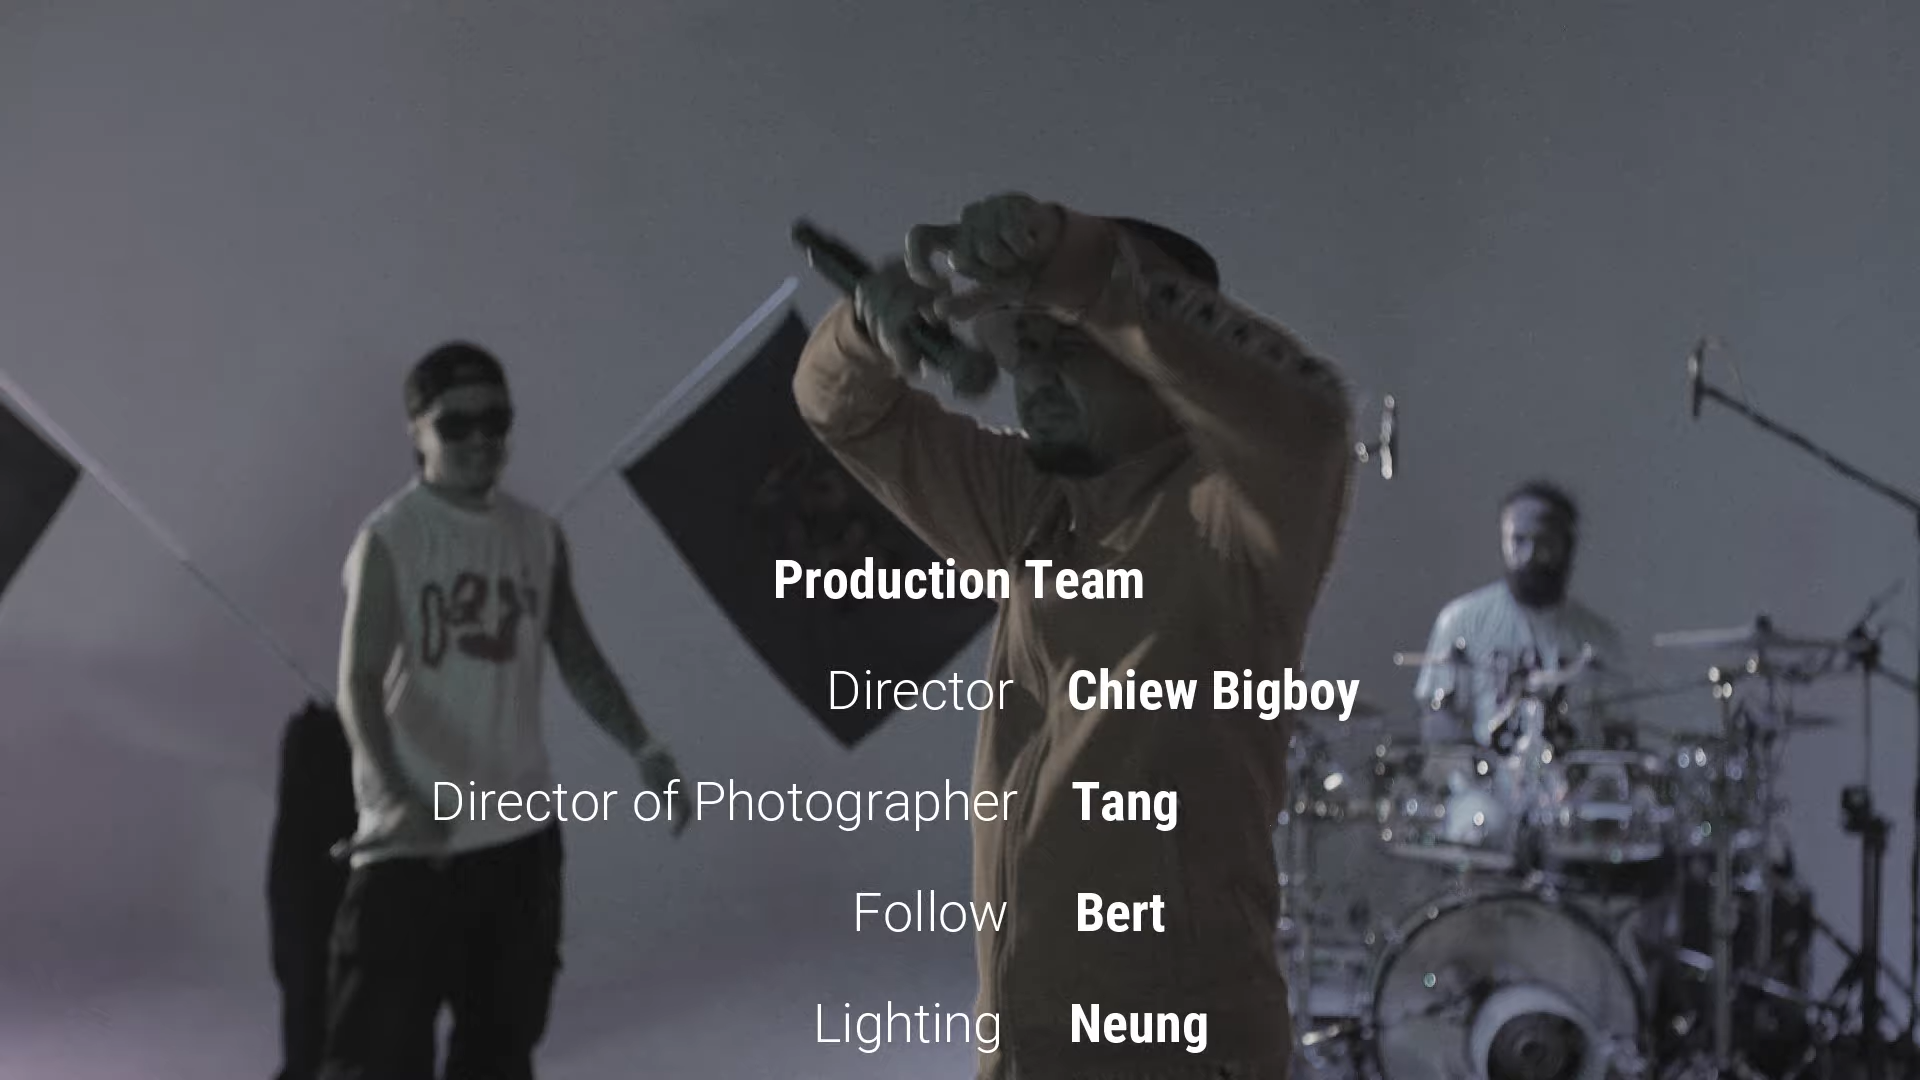 Production Team
Director Chiew Bigboy
Director of Photographer Tang
Follow Bert
Lighting Neung